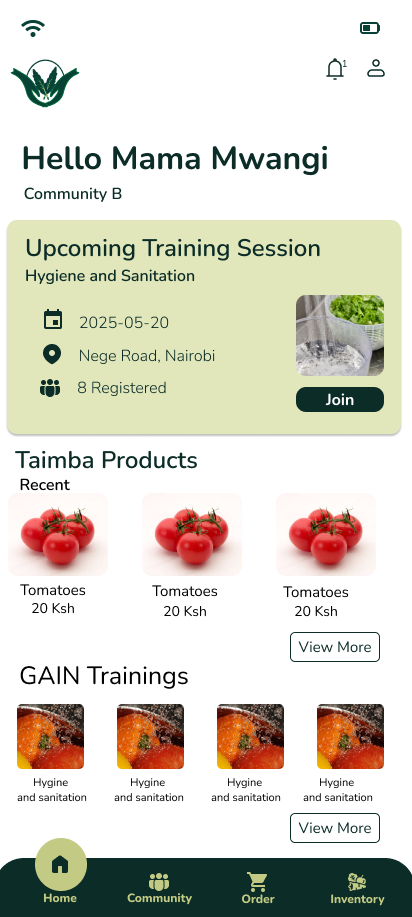 1
Hello Mama Mwangi
Community B
Upcoming Training Session
Hygiene and Sanitation
2025-05-20
Nege Road, Nairobi
8 Registered
Join
Taimba Products
Recent
Tomatoes Tomatoes Tomatoes
20 Ksh 20 Ksh 20 Ksh
View More
GAIN Trainings
Hygine Hygine Hygine Hygine
and sanitation and sanitation and sanitation and sanitation
View More
Home Community Order Inventory